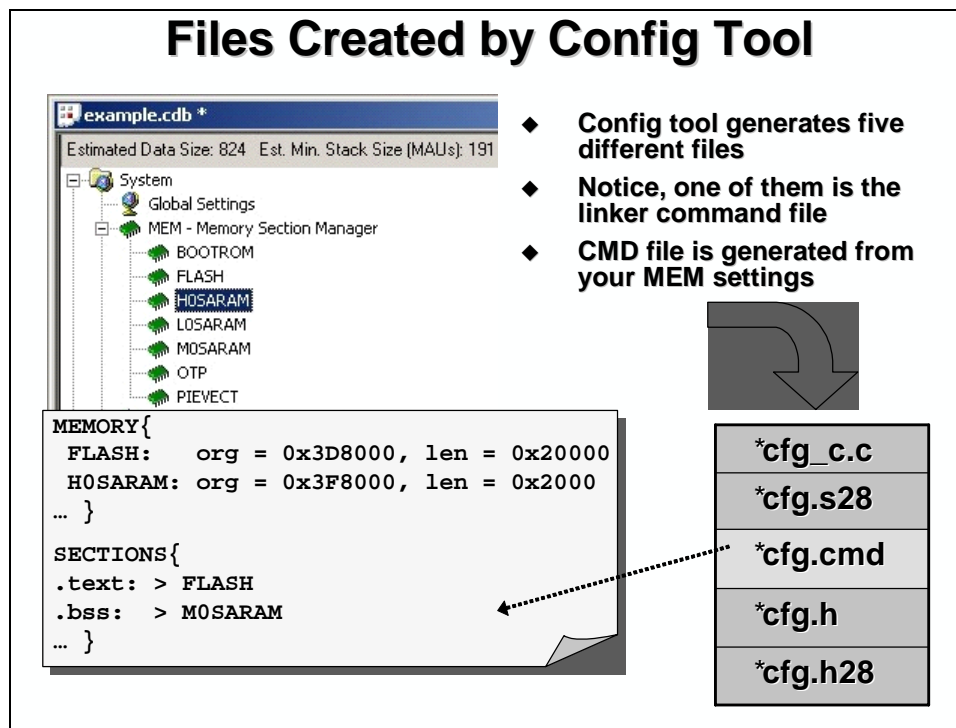 Files Created by Config Tool
example.cdb *
Estimated Data Size: 824   Est. Min. Stack Size (MAUs): 191
System
Global Settings
MEM - Memory Section Manager
BOOTROM
FLASH
H0SARAM
L0SARAM
M0SARAM
OTP
PIEVECT
◆ Config tool generates five
different files
◆ Notice, one of them is the
linker command file
◆ CMD file is generated from
your MEM settings
MEMORY{
FLASH:   org = 0x3D8000, len = 0x20000
H0SARAM: org = 0x3F8000, len = 0x2000
… }
SECTIONS{
.text: > FLASH
.bss:  > M0SARAM
… }
*cfg_c.c
*cfg.s28
*cfg.cmd
*cfg.h
*cfg.h28